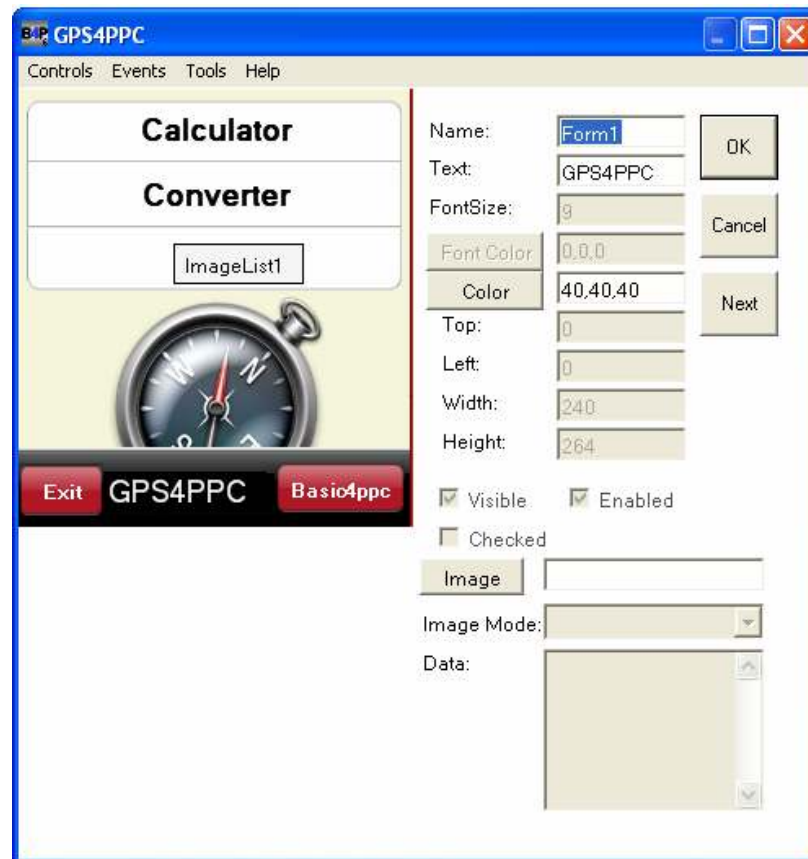 B4P GPS4PPC
Controls Events Tools Help
Calculator
Converter
ImageList1
W N
S E
Exit GPS4PPC Basic4ppc
Name: Form1
Text: GPS4PPC
FontSize: 9
Font Color 0,0,0
Color 40,40,40
Top: 0
Left: 0
Width: 240
Height: 264
Visible Enabled
Checked
Image
Image Mode:
Data:
OK
Cancel
Next